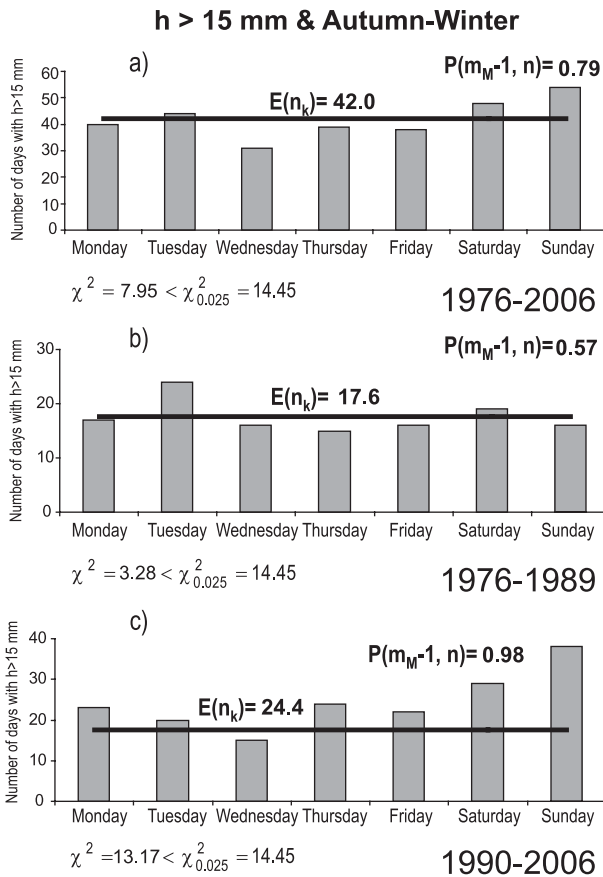 h > 15 mm & Autumn-Winter
a)
P(mM-1, n)= 0.79
E(nk)= 42.0
Number of days with h>15 mm
60
50
40
30
20
10
0
Monday Tuesday Wednesday Thursday Friday Saturday Sunday
χ² = 7.95 < χ²0.025 = 14.45
1976-2006
b)
P(mM-1, n)=0.57
E(nk)= 17.6
Number of days with h>15 mm
30
20
10
0
Monday Tuesday Wednesday Thursday Friday Saturday Sunday
χ² =3.28 < χ²0.025 =14.45
1976-1989
c)
P(mM-1, n)= 0.98
E(nk)= 24.4
Number of days with h>15 mm
40
30
20
10
0
Monday Tuesday Wednesday Thursday Friday Saturday Sunday
χ² =13.17 < χ²0.025 =14.45
1990-2006